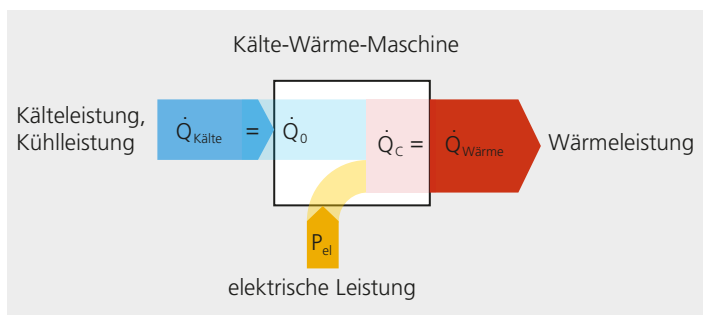 Kälte-Wärme-Maschine
Kälteleistung,
Kühlleistung
Q̇Kälte = Q̇0
Q̇C = Q̇Wärme
Wärmeleistung
Pel
elektrische Leistung